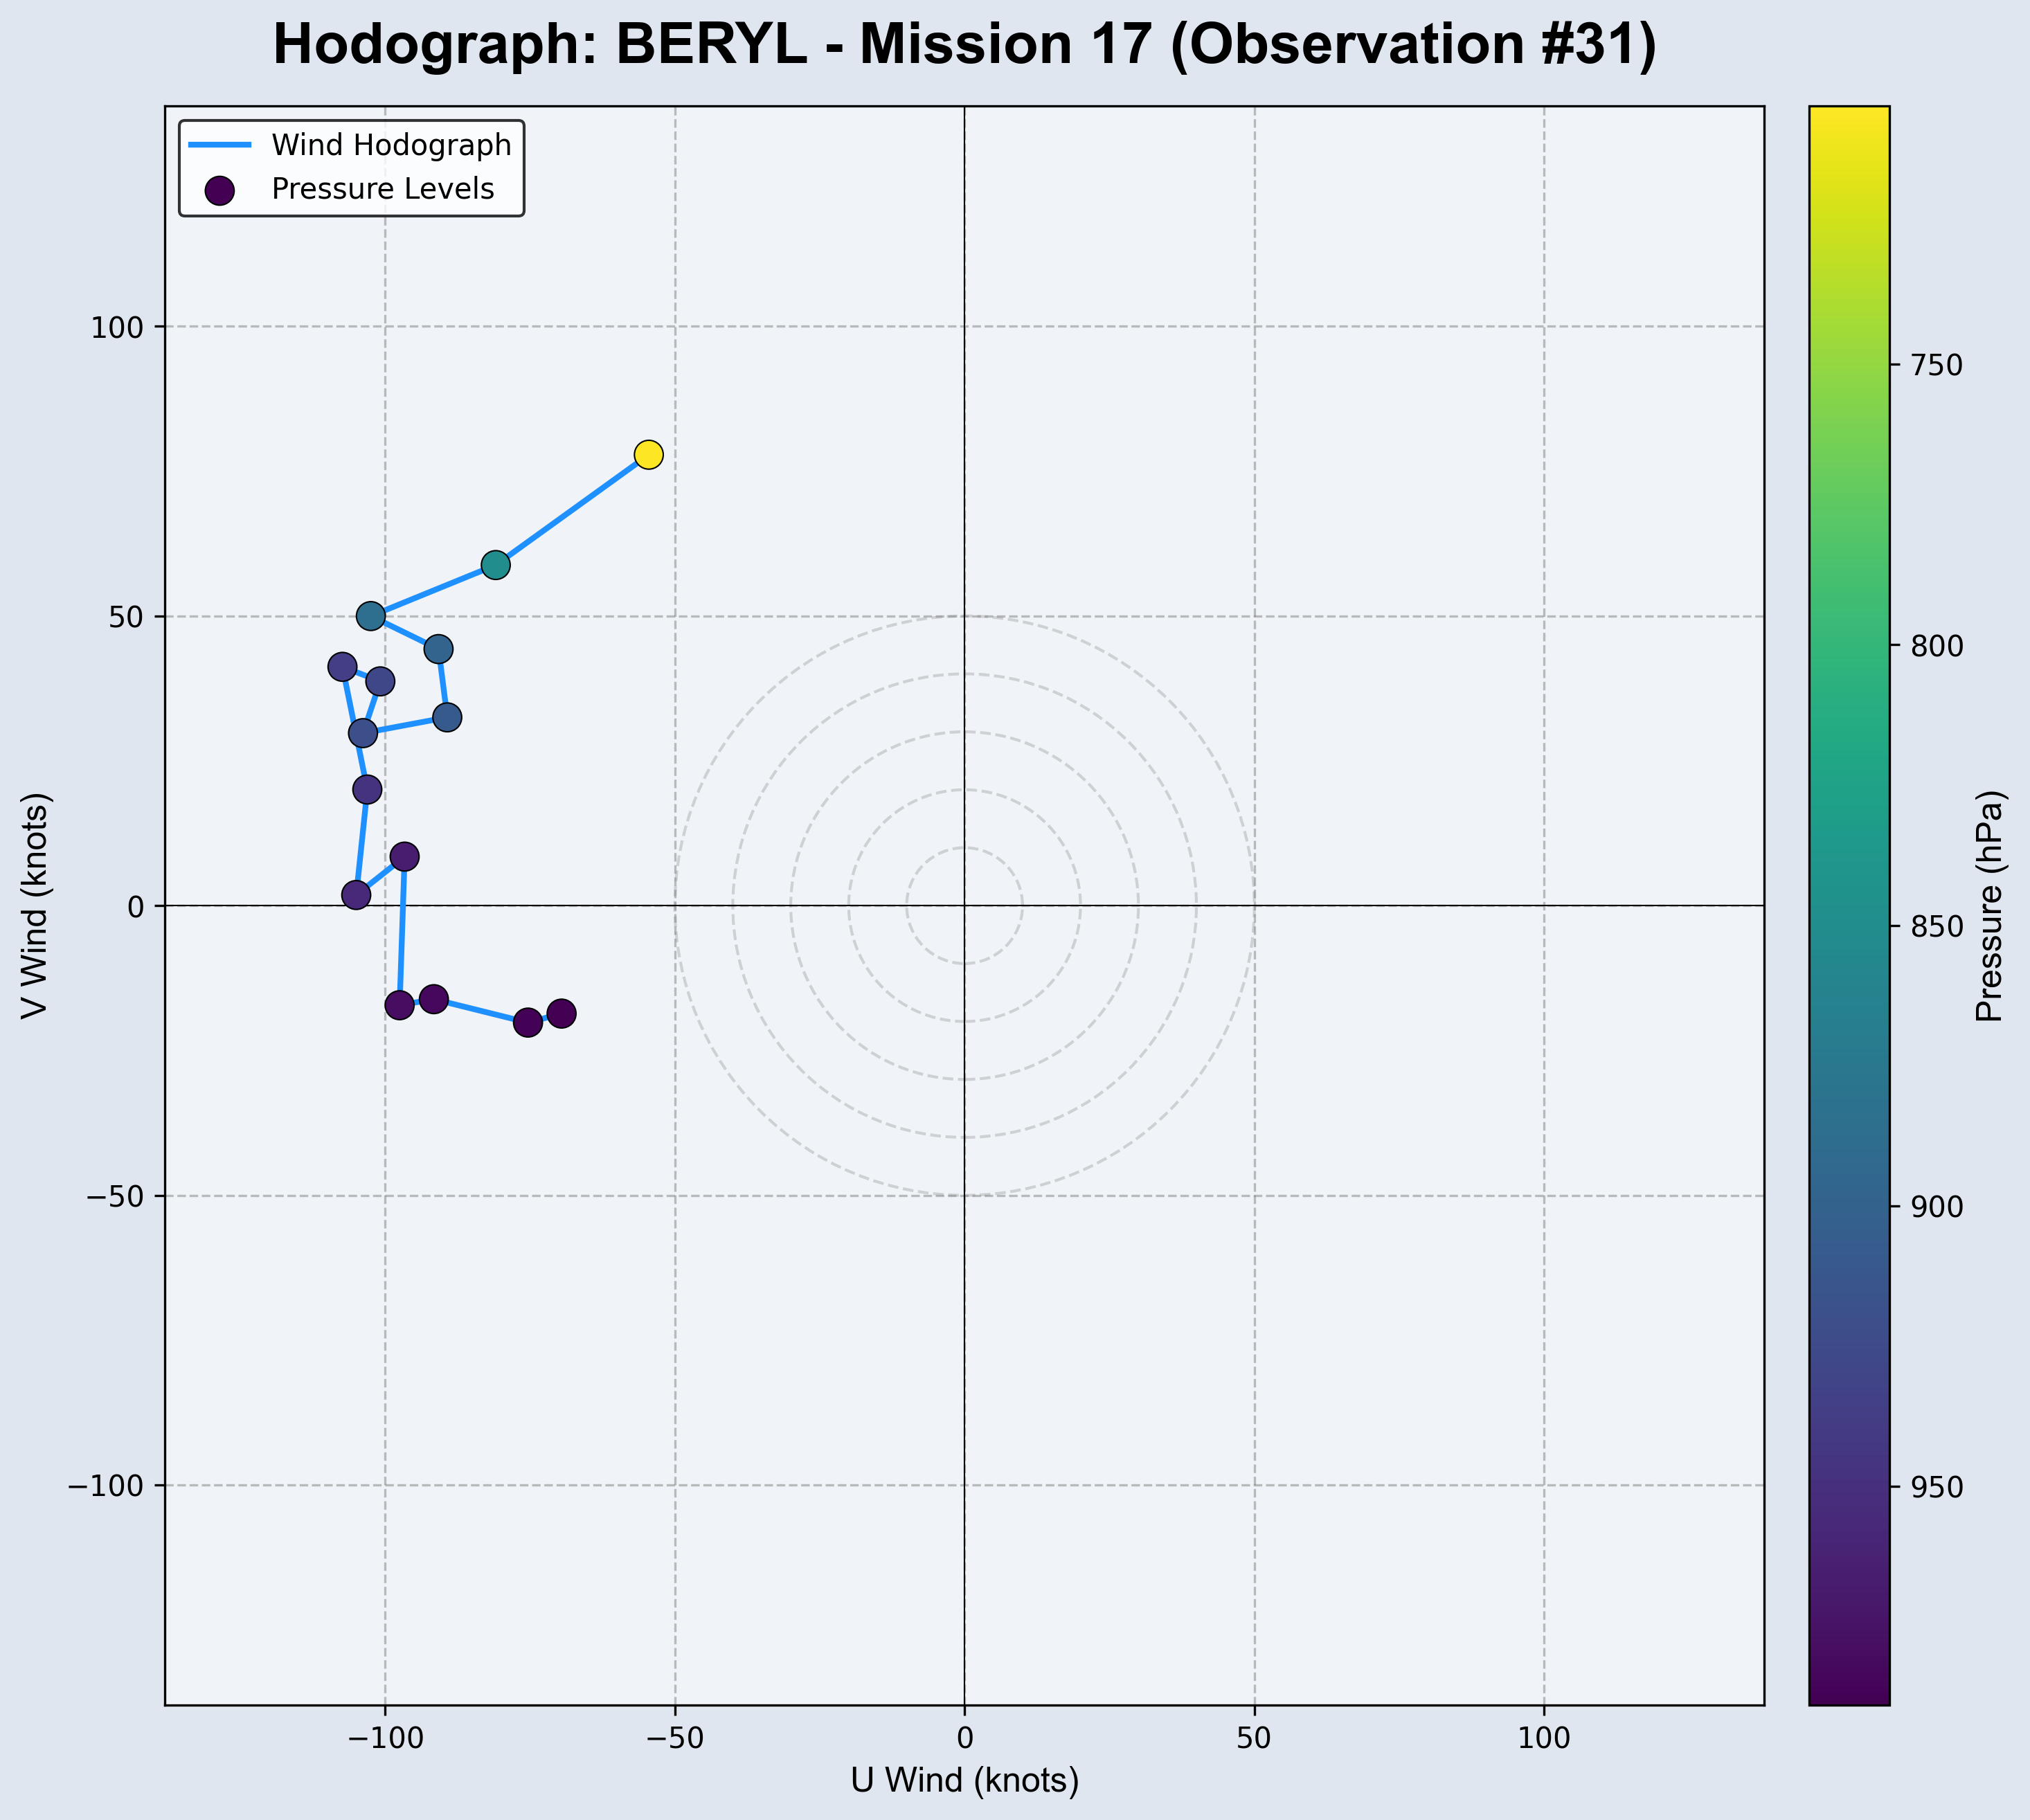 Hodograph: BERYL - Mission 17 (Observation #31)
Wind Hodograph
Pressure Levels
100
50
0
−50
−100
V Wind (knots)
−100
−50
0
50
100
U Wind (knots)
750
800
850
900
950
Pressure (hPa)